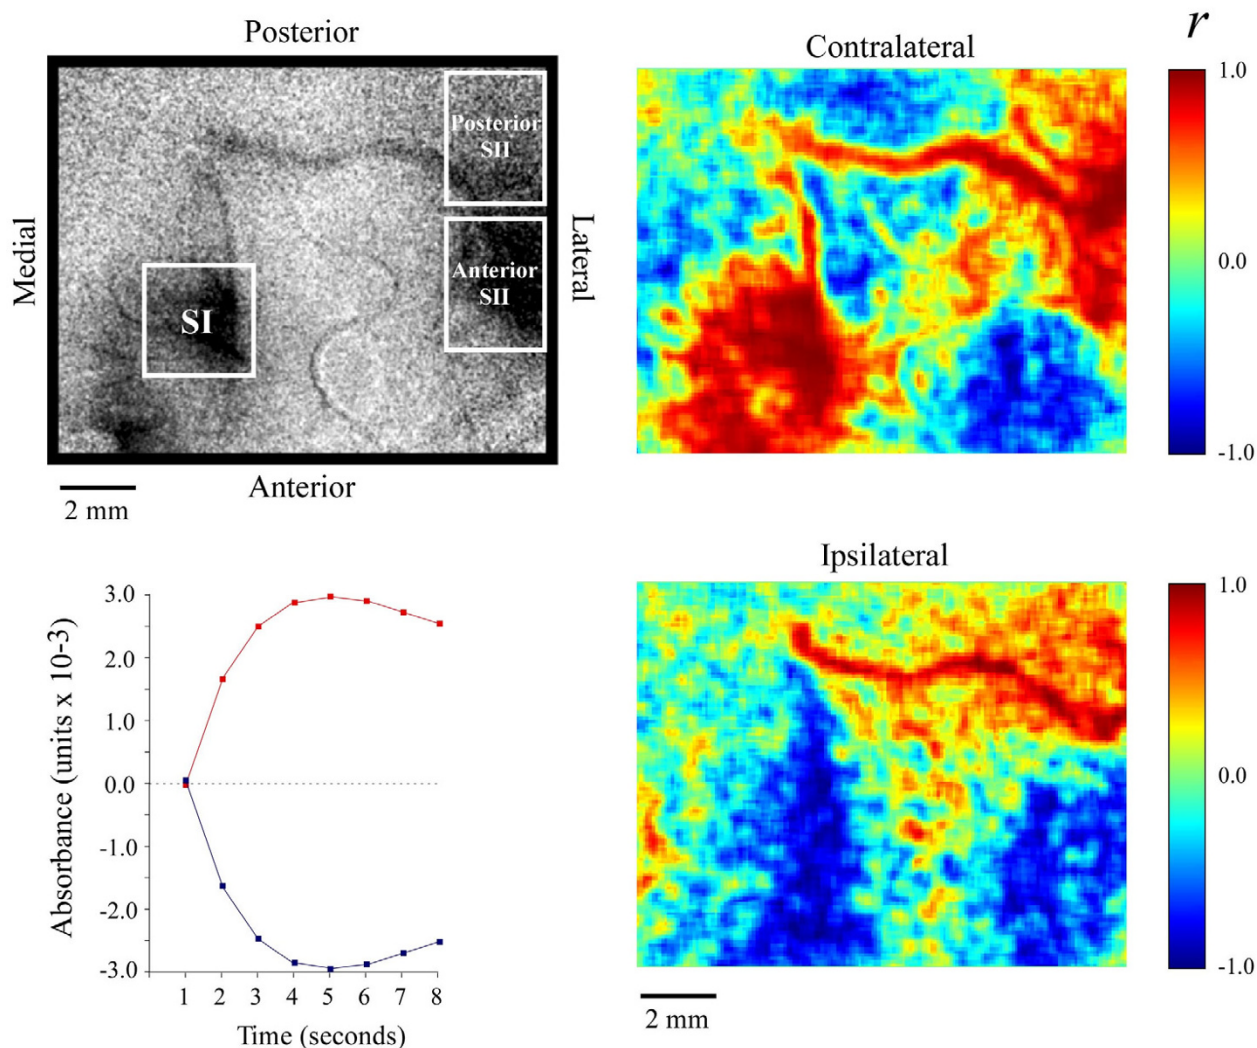 Posterior
Posterior
SII
Anterior
SII
SI
Medial
Lateral
Anterior
2 mm
Contralateral
r
1.0
0.0
-1.0
Absorbance (units x 10-3)
3.0
2.0
1.0
0.0
-1.0
-2.0
-3.0
1 2 3 4 5 6 7 8
Time (seconds)
Ipsilateral
1.0
0.0
-1.0
2 mm